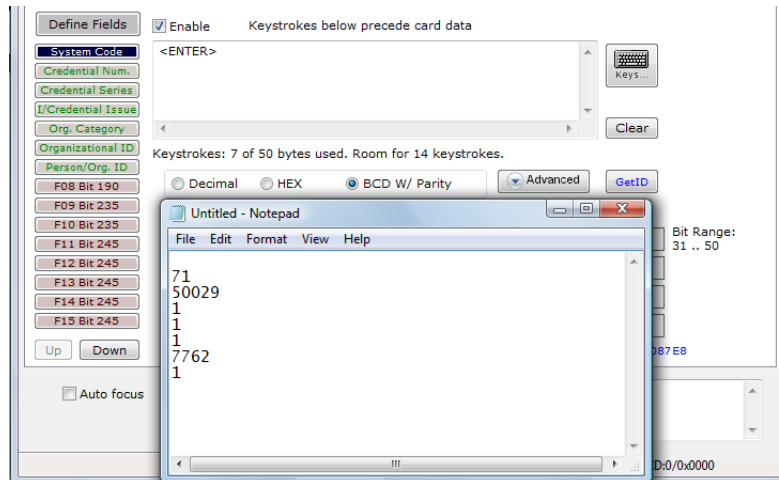 Define Fields
Enable Keystrokes below precede card data
System Code
<ENTER>
Credential Num.
Keys...
Credential Series
I/Credential Issue
Org. Category
Clear
Organizational ID
Keystrokes: 7 of 50 bytes used. Room for 14 keystrokes.
Person/Org. ID
F08 Bit 190
Decimal HEX BCD W/ Parity Advanced GetID
F09 Bit 235
F10 Bit 235
F11 Bit 245
F12 Bit 245
F13 Bit 245
F14 Bit 245
F15 Bit 245
Up Down
Auto focus
Untitled - Notepad
File Edit Format View Help
71
50029
1
1
1
7762
1
Bit Range:
31 .. 50
087E8
D:0/0x0000